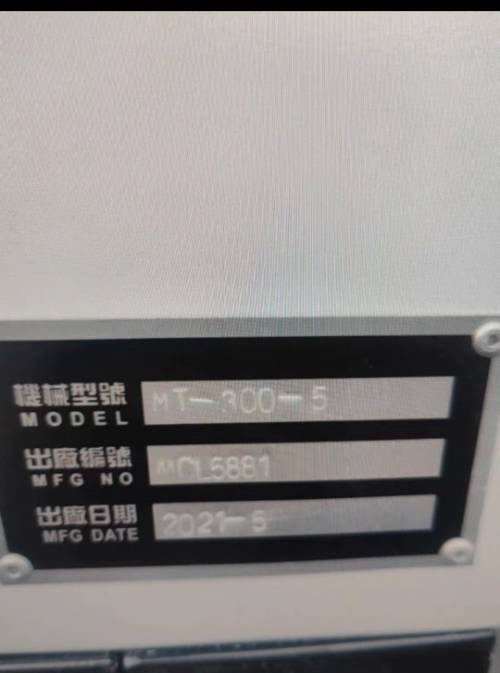 機械型號 MT-300-5
MODEL
出廠編號 MCL5881
MFG NO
出廠日期 2021-5
MFG DATE